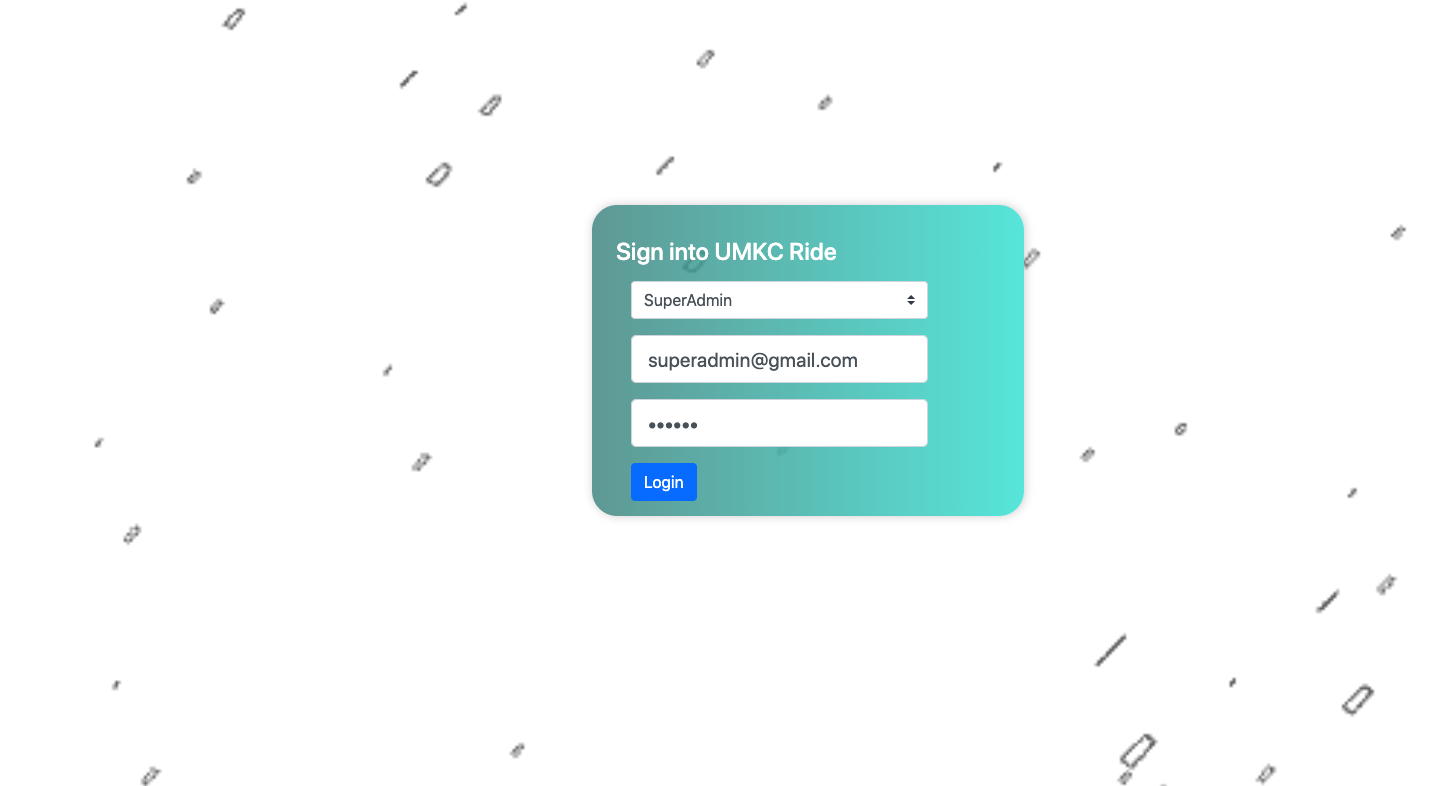 Sign into UMKC Ride
SuperAdmin
superadmin@gmail.com
••••••
Login